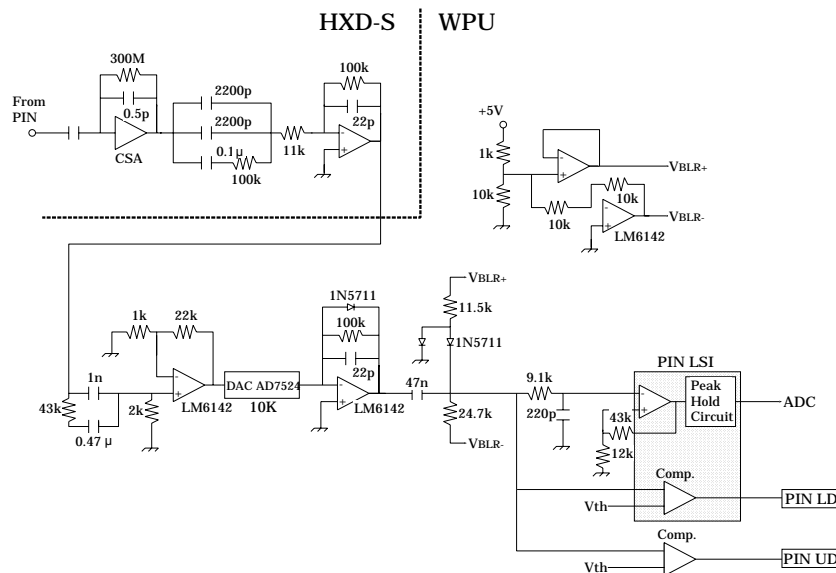 HXD-S
WPU
300M
0.5p
From
PIN
CSA
2200p
2200p
0.1μ
100k
11k
100k
22p
-
+
+5V
1k
10k
-
+
VBLR+
10k
10k
-
+
VBLR-
LM6142
1k
22k
1n
43k
0.47 μ
2k
-
+
LM6142
DAC AD7524
10K
1N5711
100k
22p
-
+
LM6142
47n
VBLR+
11.5k
1N5711
24.7k
VBLR-
9.1k
220p
PIN LSI
-
+
43k
12k
Peak
Hold
Circuit
ADC
Comp.
Vth
PIN LD
Comp.
Vth
PIN UD